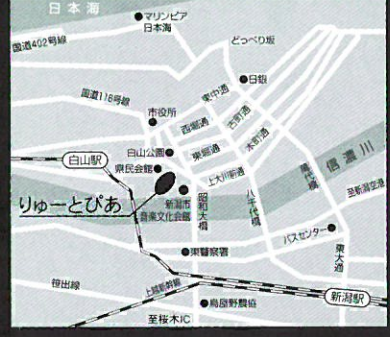 日本海
マリンピア
日本海
国道402号線
どっぺり坂
日銀
国道116号線
市役所
東中通
西堀通
古町通
東堀通
本町通
白山公園
上大川前通
信濃川
白山駅
県民会館
萬代橋
至新潟空港
りゅーとぴあ
新潟市
音楽文化会館
昭和大橋
八千代橋
バスセンター
東大通
東警察署
笹出線
上越新幹線
新潟駅
鳥屋野農協
至桜木IC